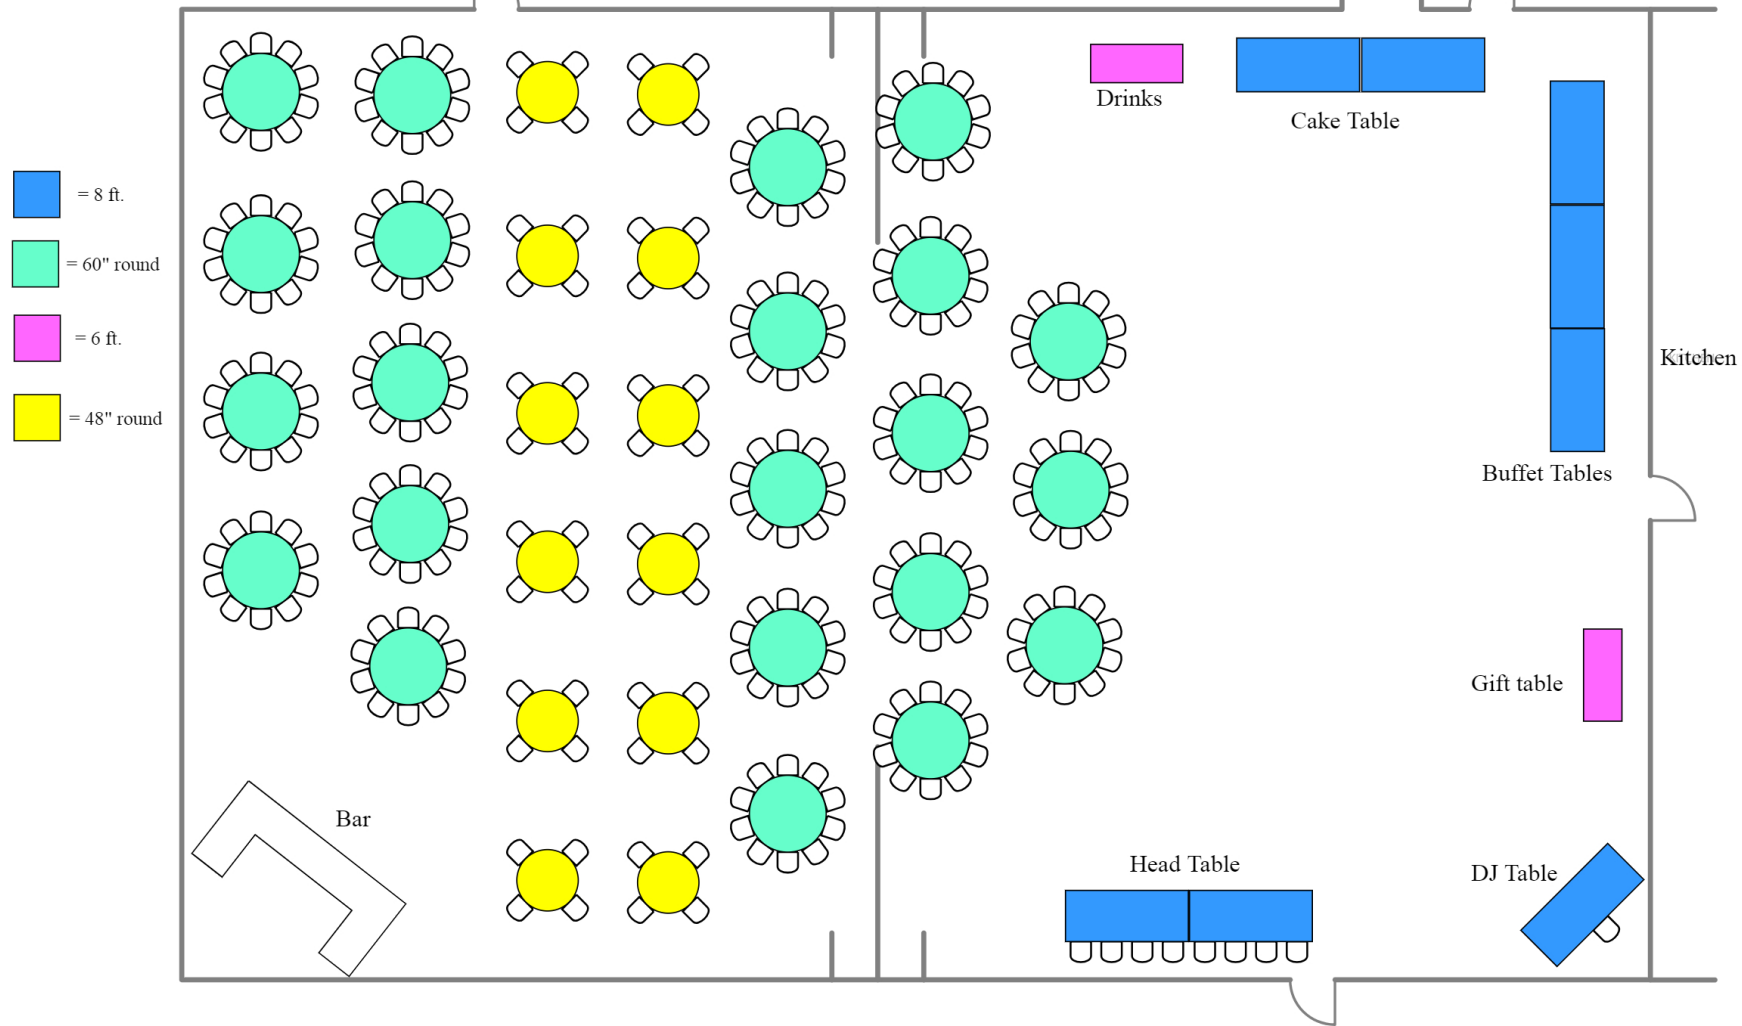 Drinks
Cake Table
= 8 ft.
= 60" round
= 6 ft.
Kitchen
= 48" round
Buffet Tables
Gift table
Bar
Head Table
DJ Table